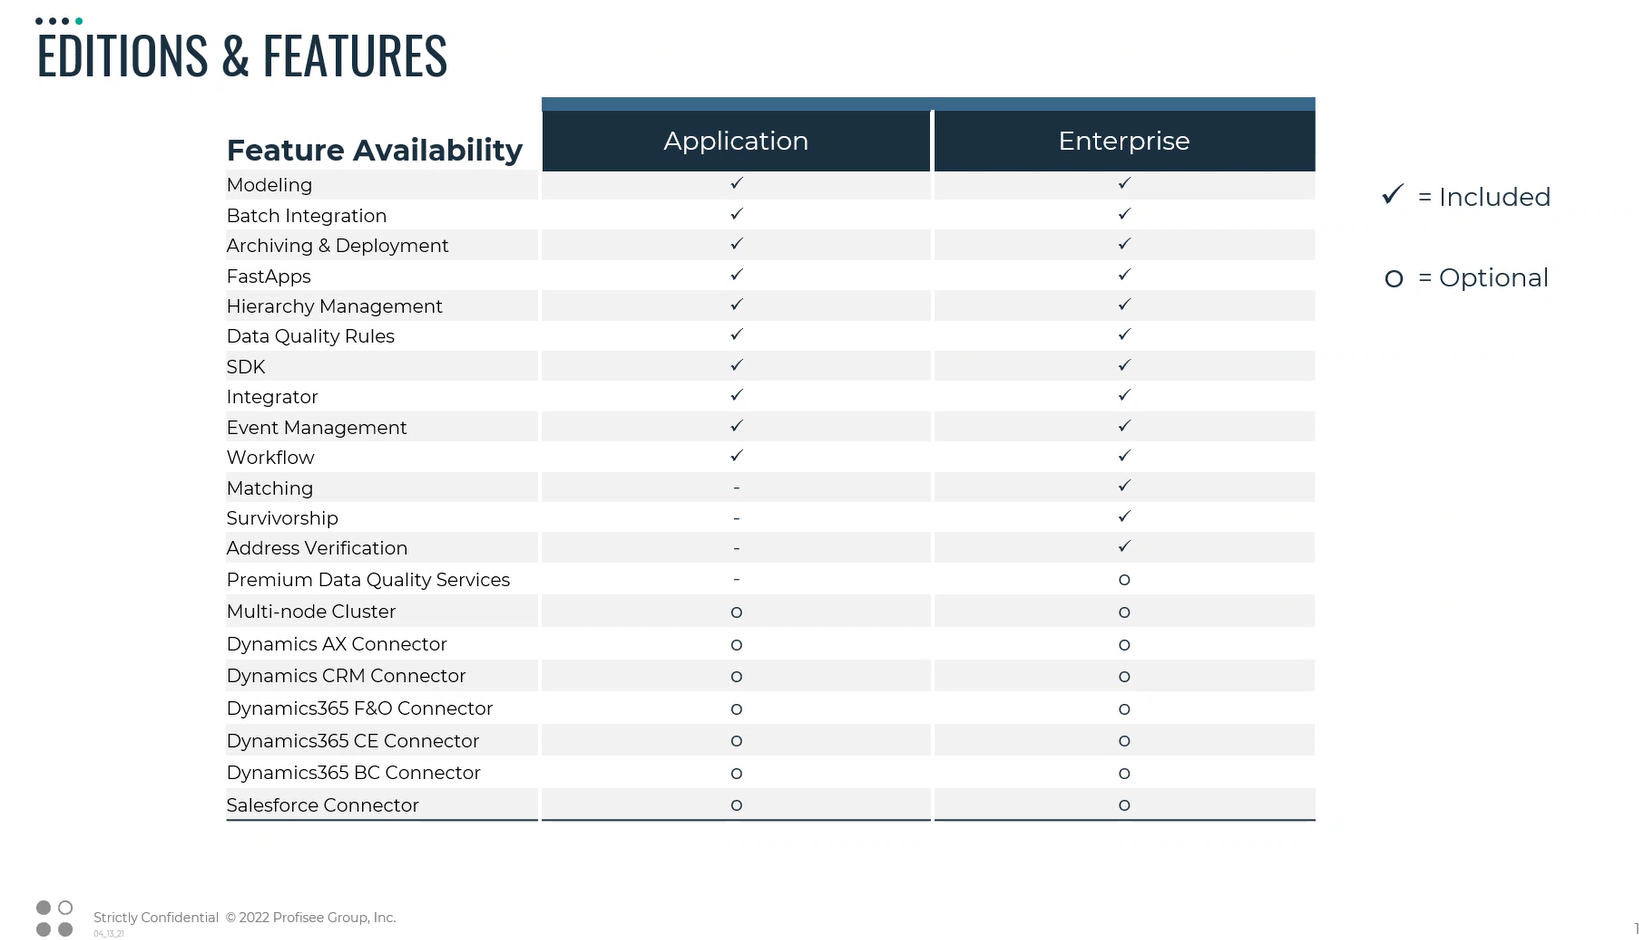 EDITIONS & FEATURES
Feature Availability Application Enterprise
Modeling ✓ ✓
Batch Integration ✓ ✓
Archiving & Deployment ✓ ✓
FastApps ✓ ✓
Hierarchy Management ✓ ✓
Data Quality Rules ✓ ✓
SDK ✓ ✓
Integrator ✓ ✓
Event Management ✓ ✓
Workflow ✓ ✓
Matching - ✓
Survivorship - ✓
Address Verification - ✓
Premium Data Quality Services - o
Multi-node Cluster o o
Dynamics AX Connector o o
Dynamics CRM Connector o o
Dynamics365 F&O Connector o o
Dynamics365 CE Connector o o
Dynamics365 BC Connector o o
Salesforce Connector o o
✓ = Included
o = Optional
Strictly Confidential © 2022 Profisee Group, Inc.
04_13_21
1